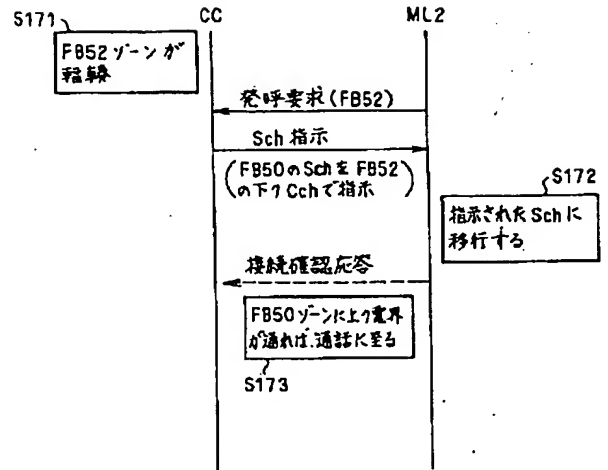 S171
CC
ML2
FB52ゾーンが
輻輳
発呼要求(FB52)
Sch 指示
(FB50のSchをFB52
の下りCchで指示)
S172
指示されたSchに
移行する
接続確認応答
FB50ゾーンにより電界
が通れば、通話に至る
S173